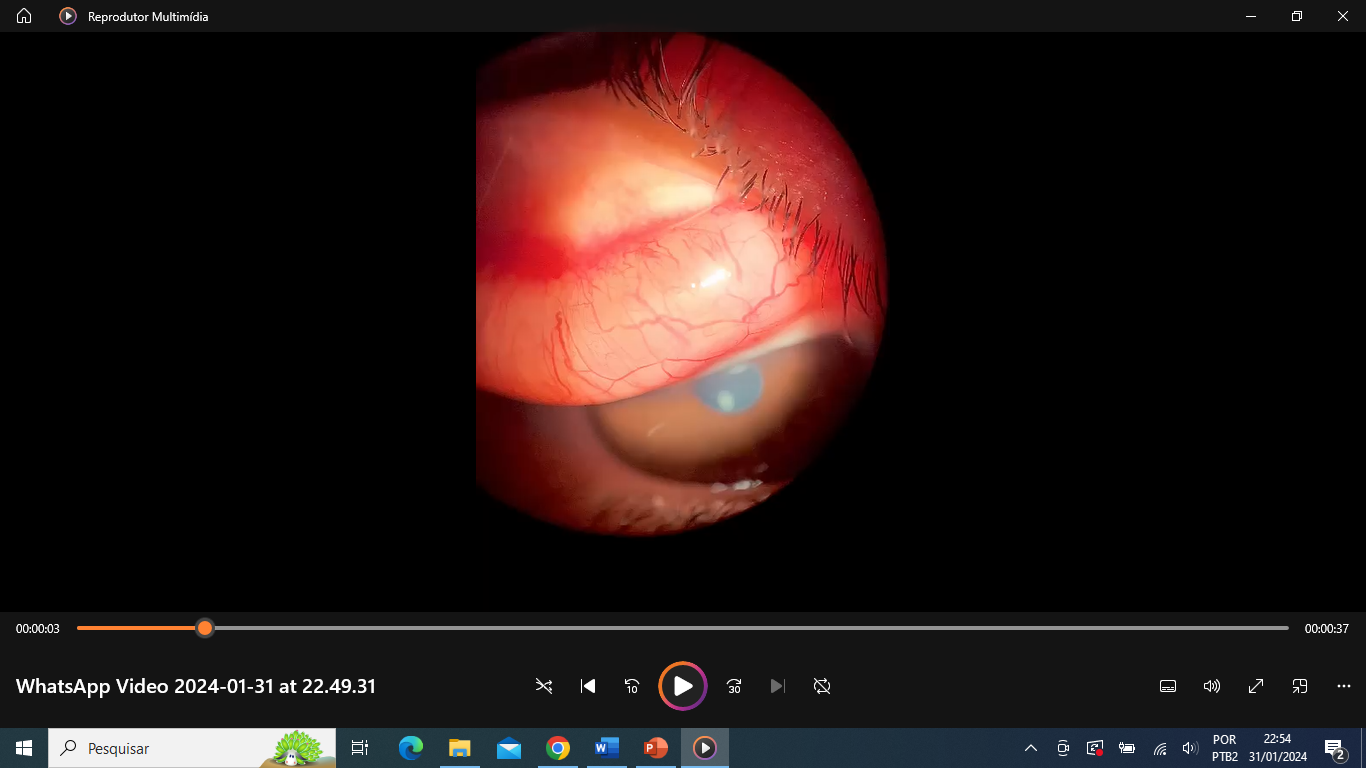 Reprodutor Multimídia
00:00:03
00:00:37
WhatsApp Video 2024-01-31 at 22.49.31
10
30
Pesquisar
W
P
POR
PTB2
22:54
31/01/2024
2